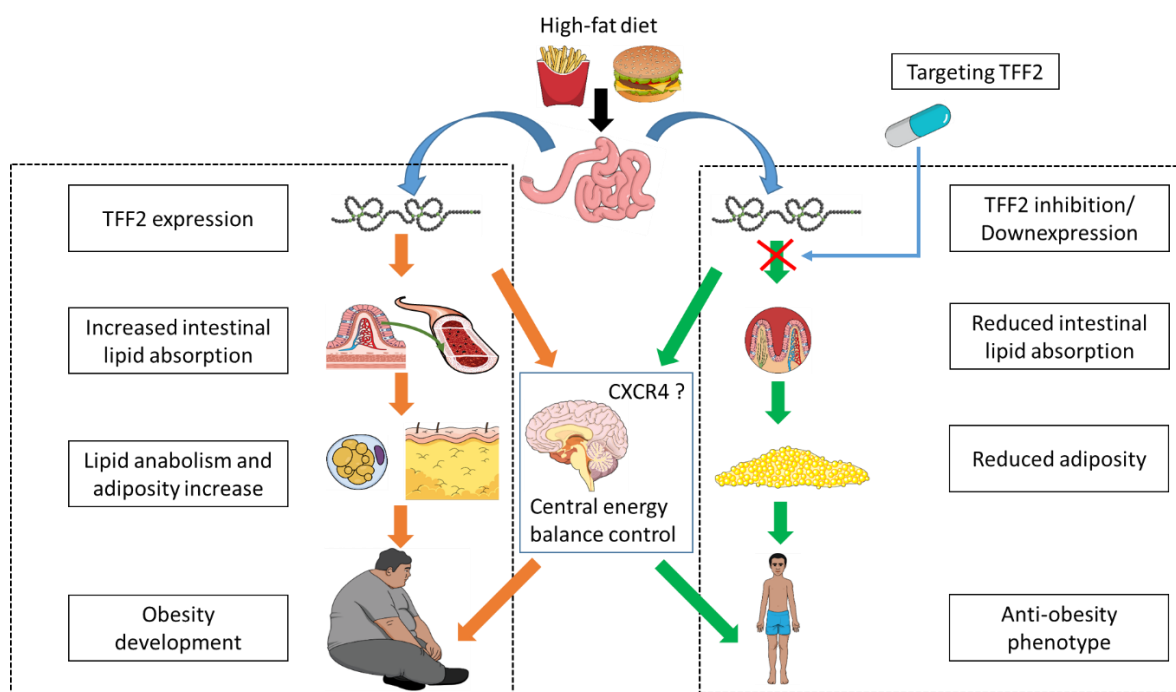 High-fat diet
Targeting TFF2
TFF2 expression
TFF2 inhibition/
Downexpression
Increased intestinal
lipid absorption
Reduced intestinal
lipid absorption
CXCR4 ?
Central energy
balance control
Lipid anabolism and
adiposity increase
Reduced adiposity
Obesity
development
Anti-obesity
phenotype